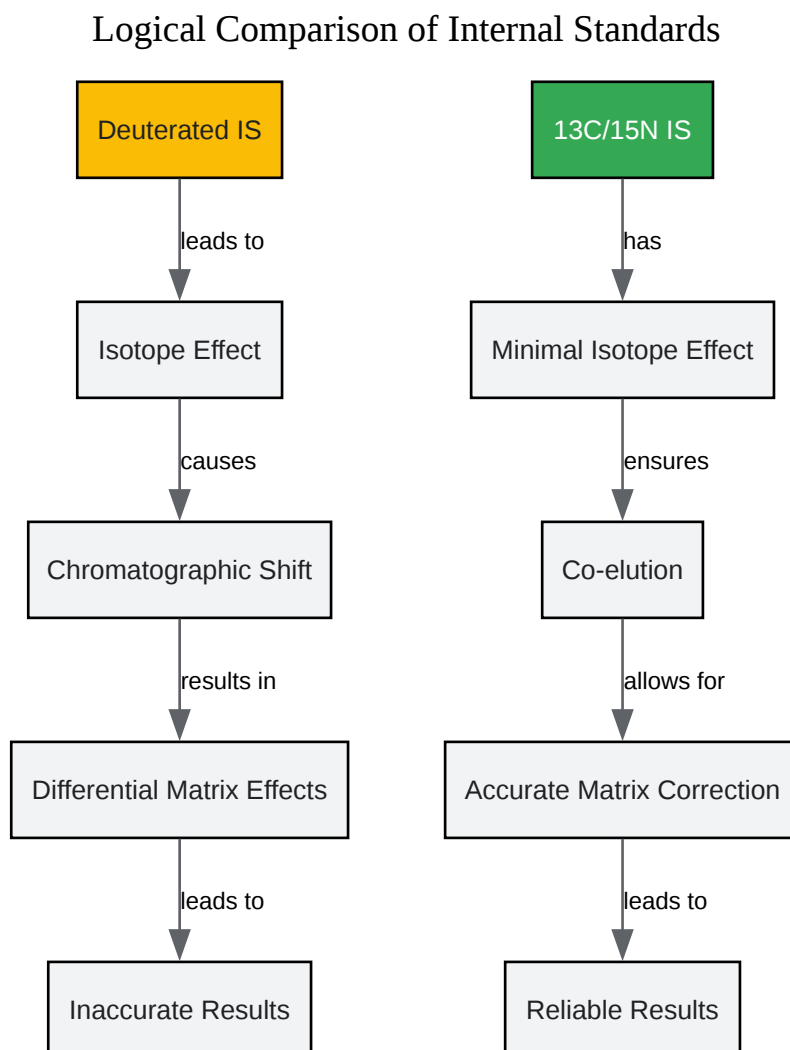 Logical Comparison of Internal Standards
Deuterated IS
leads to
Isotope Effect
causes
Chromatographic Shift
results in
Differential Matrix Effects
leads to
Inaccurate Results
13C/15N IS
has
Minimal Isotope Effect
ensures
Co-elution
allows for
Accurate Matrix Correction
leads to
Reliable Results